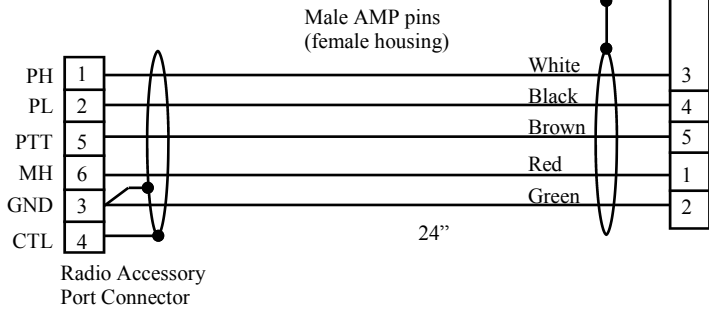 Male AMP pins
(female housing)
PH 1 White 3
PL 2 Black 4
PTT 5 Brown 5
MH 6 Red 1
GND 3 Green 2
CTL 4 24”
Radio Accessory
Port Connector